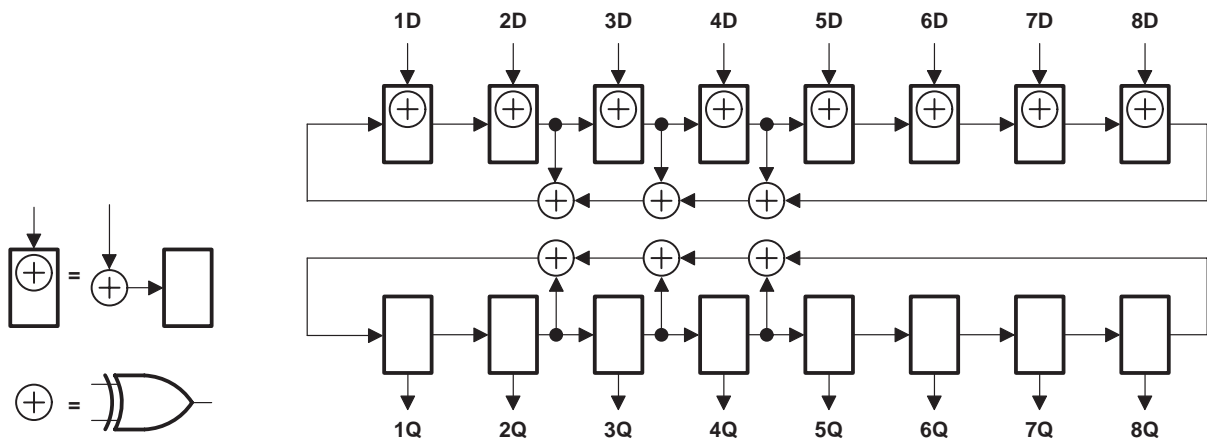 1D 2D 3D 4D 5D 6D 7D 8D
=
=
1Q 2Q 3Q 4Q 5Q 6Q 7Q 8Q